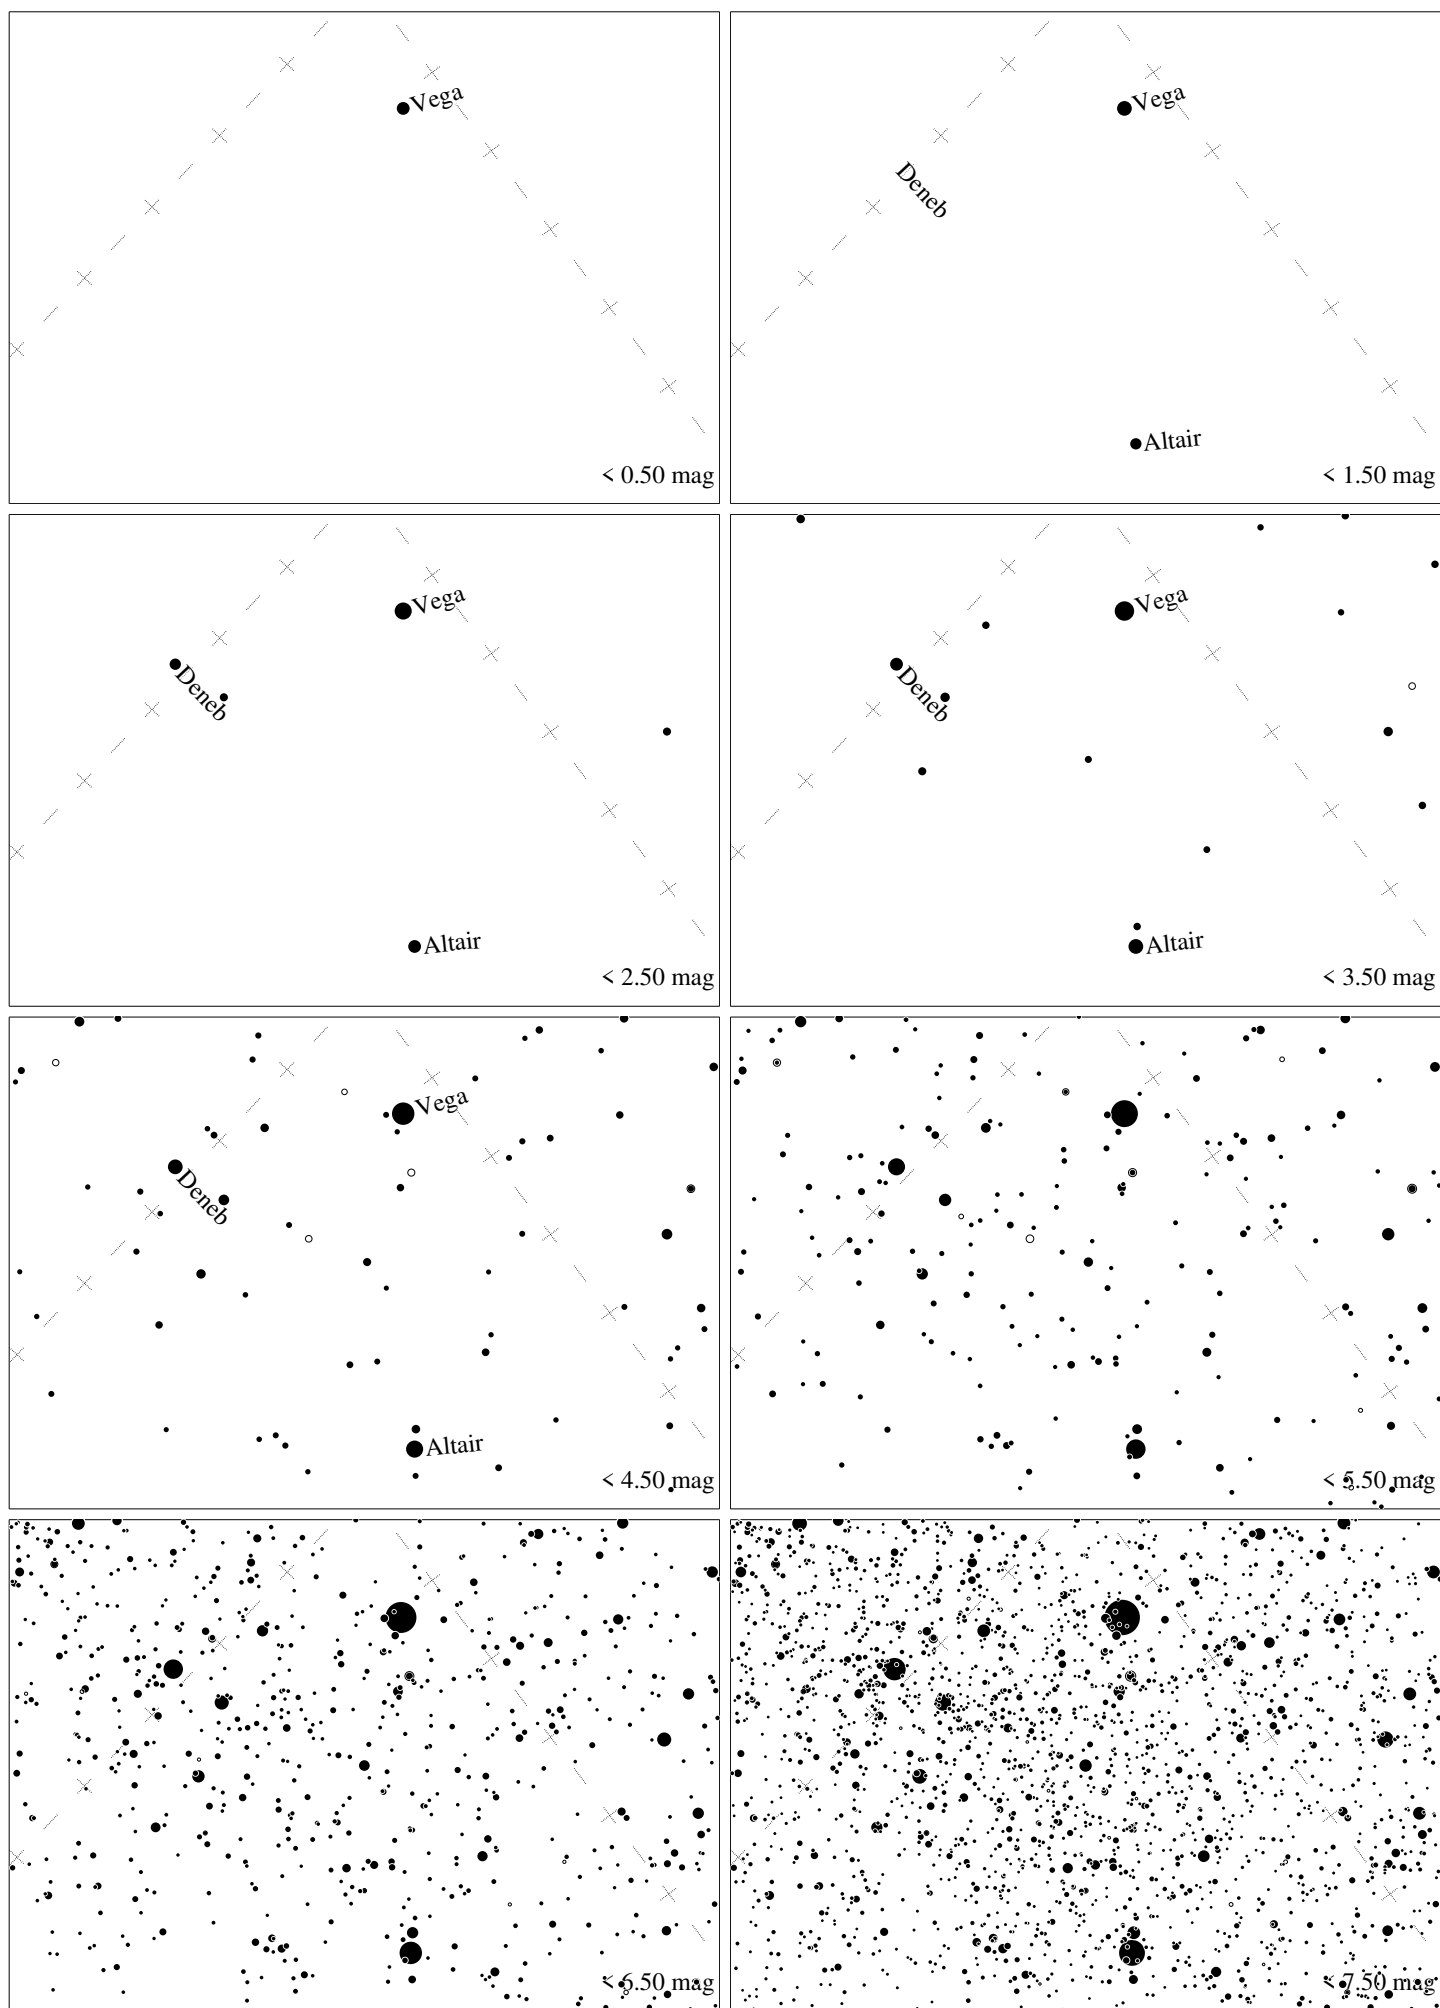 Vega
< 0.50 mag
Vega
Deneb
Altair
< 1.50 mag
Vega
Deneb
Altair
< 2.50 mag
Vega
Deneb
Altair
< 3.50 mag
Vega
Deneb
Altair
< 4.50 mag
< 5.50 mag
< 6.50 mag
< 7.50 mag